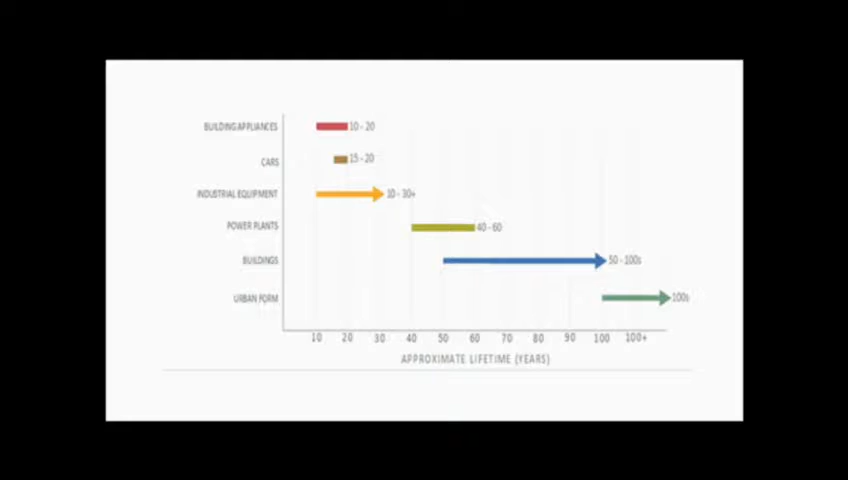 BUILDING APPLIANCES 10 - 20
CARS 15 - 20
INDUSTRIAL EQUIPMENT 10 - 30+
POWER PLANTS 40 - 60
BUILDINGS 50 - 100s
URBAN FORM 100s
10 20 30 40 50 60 70 80 90 100 100+
APPROXIMATE LIFETIME (YEARS)